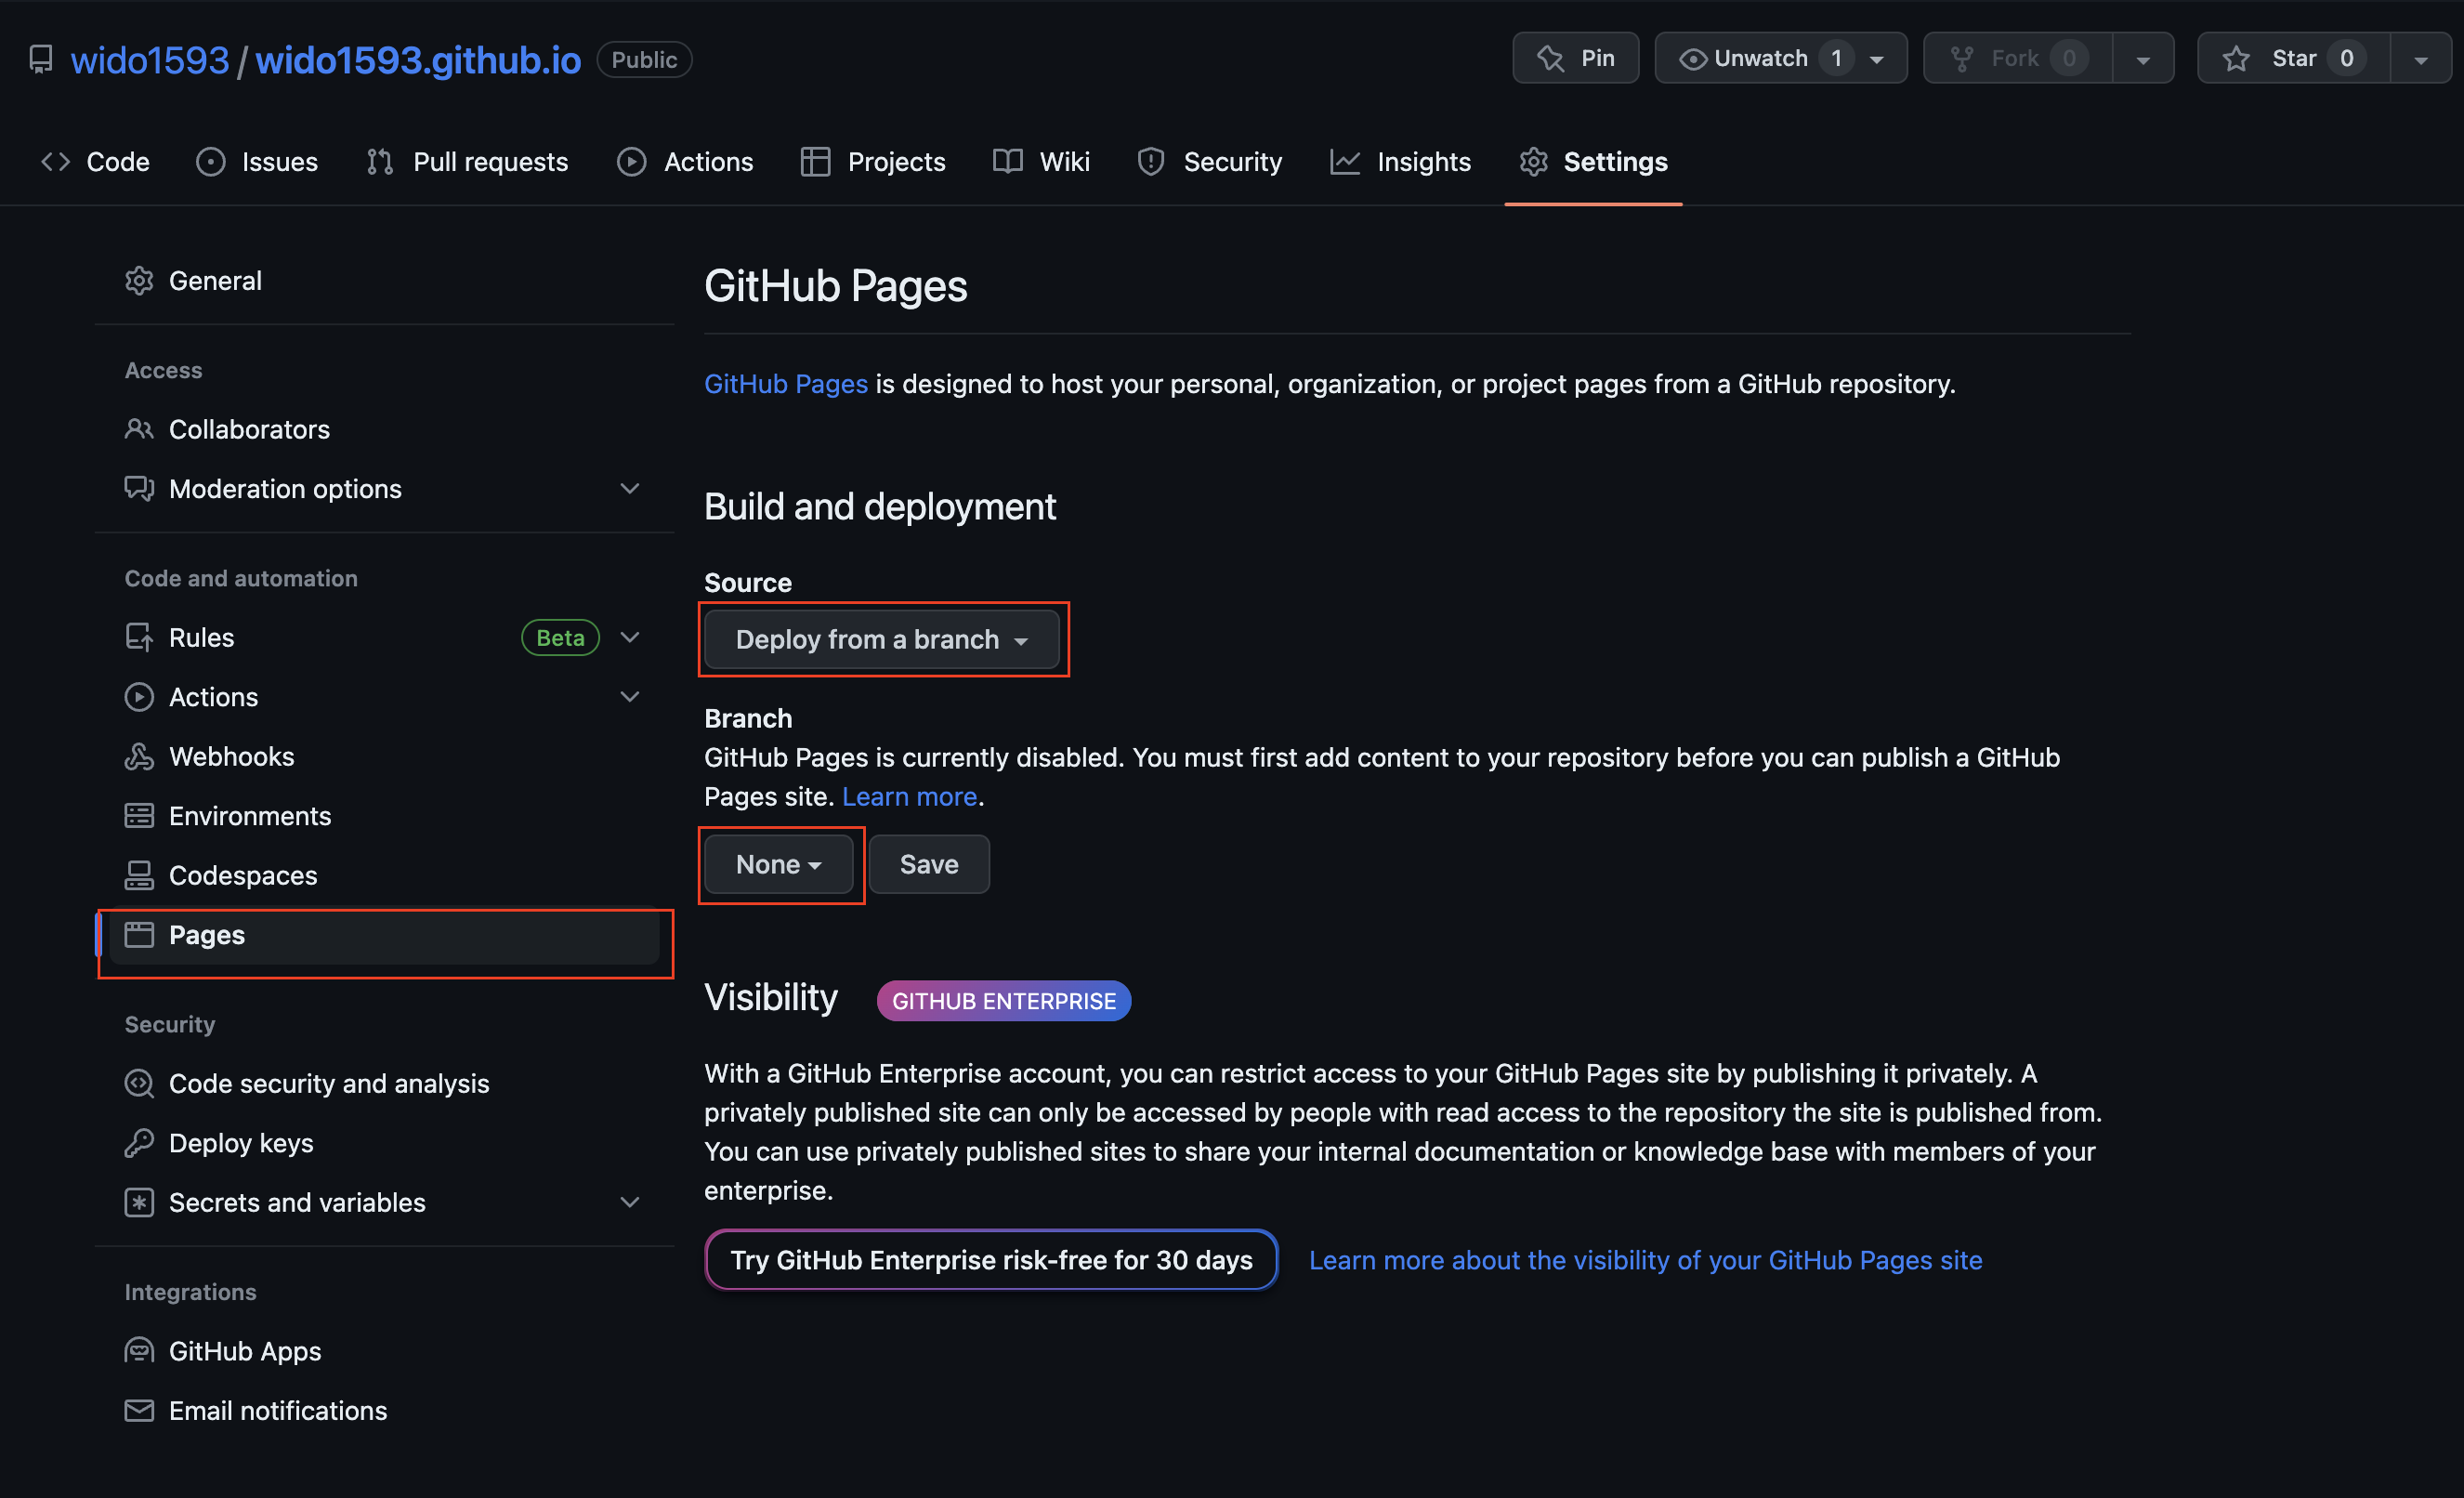 wido1593 / wido1593.github.io Public
Pin Unwatch 1 Fork 0 Star 0
Code Issues Pull requests Actions Projects Wiki Security Insights Settings
General
Access
Collaborators
Moderation options
Code and automation
Rules Beta
Actions
Webhooks
Environments
Codespaces
Pages
Security
Code security and analysis
Deploy keys
Secrets and variables
Integrations
GitHub Apps
Email notifications
GitHub Pages
GitHub Pages is designed to host your personal, organization, or project pages from a GitHub repository.
Build and deployment
Source
Deploy from a branch
Branch
GitHub Pages is currently disabled. You must first add content to your repository before you can publish a GitHub
Pages site. Learn more.
None Save
Visibility GITHUB ENTERPRISE
With a GitHub Enterprise account, you can restrict access to your GitHub Pages site by publishing it privately. A
privately published site can only be accessed by people with read access to the repository the site is published from.
You can use privately published sites to share your internal documentation or knowledge base with members of your
enterprise.
Try GitHub Enterprise risk-free for 30 days Learn more about the visibility of your GitHub Pages site